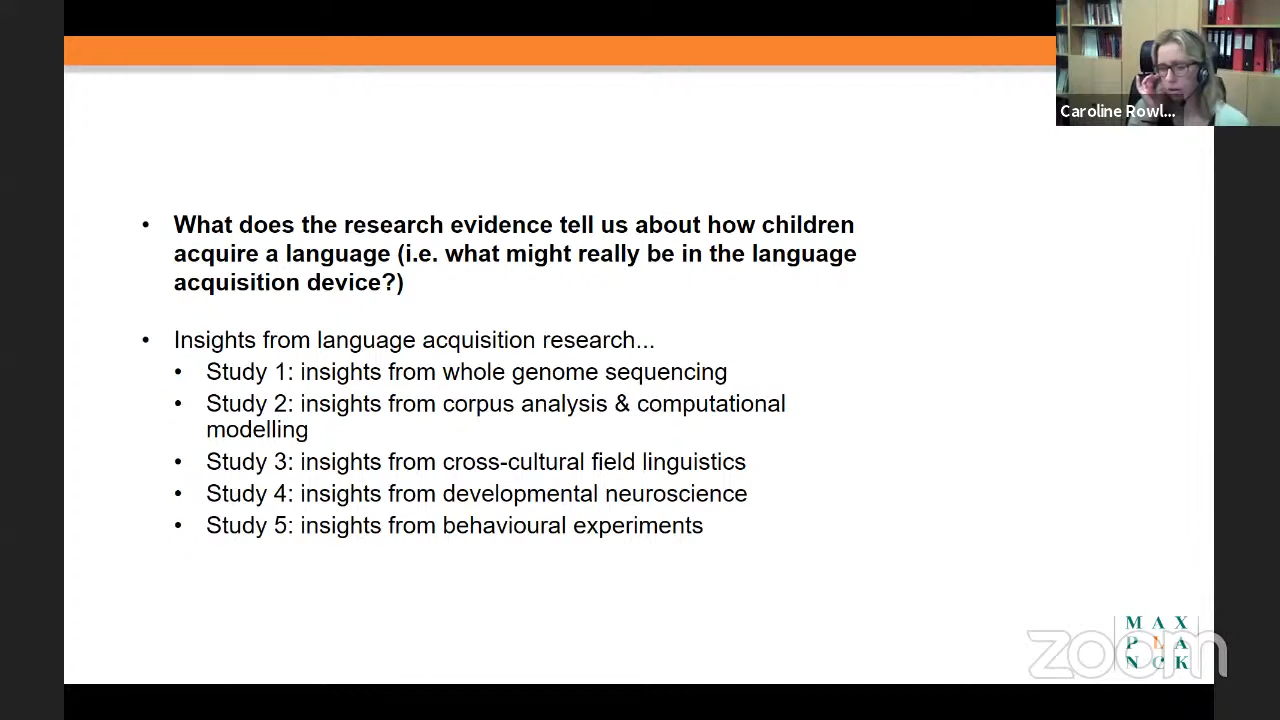 Caroline Rowl...
• What does the research evidence tell us about how children
acquire a language (i.e. what might really be in the language
acquisition device?)
• Insights from language acquisition research...
• Study 1: insights from whole genome sequencing
• Study 2: insights from corpus analysis & computational
modelling
• Study 3: insights from cross-cultural field linguistics
• Study 4: insights from developmental neuroscience
• Study 5: insights from behavioural experiments
MAX
PLA
NCK
zoom